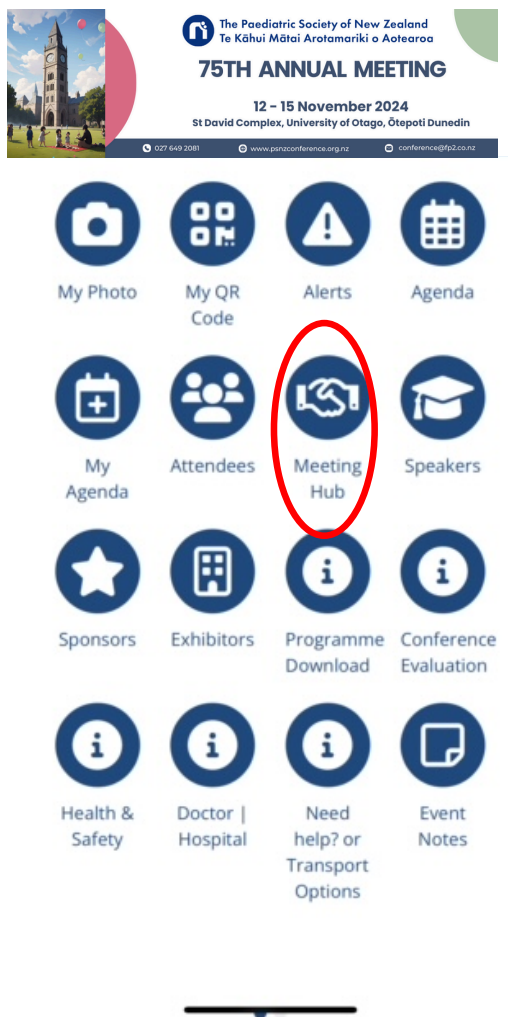 The Paediatric Society of New Zealand
Te Kāhui Mātai Arotamariki o Aotearoa
75TH ANNUAL MEETING
12 - 15 November 2024
St David Complex, University of Otago, Ōtepoti Dunedin
027 649 2081 www.psnzconference.org.nz conference@fp2.co.nz
My Photo
My QR
Code
Alerts
Agenda
My
Agenda
Attendees
Meeting
Hub
Speakers
Sponsors
Exhibitors
Programme
Download
Conference
Evaluation
Health &
Safety
Doctor |
Hospital
Need
help? or
Transport
Options
Event
Notes